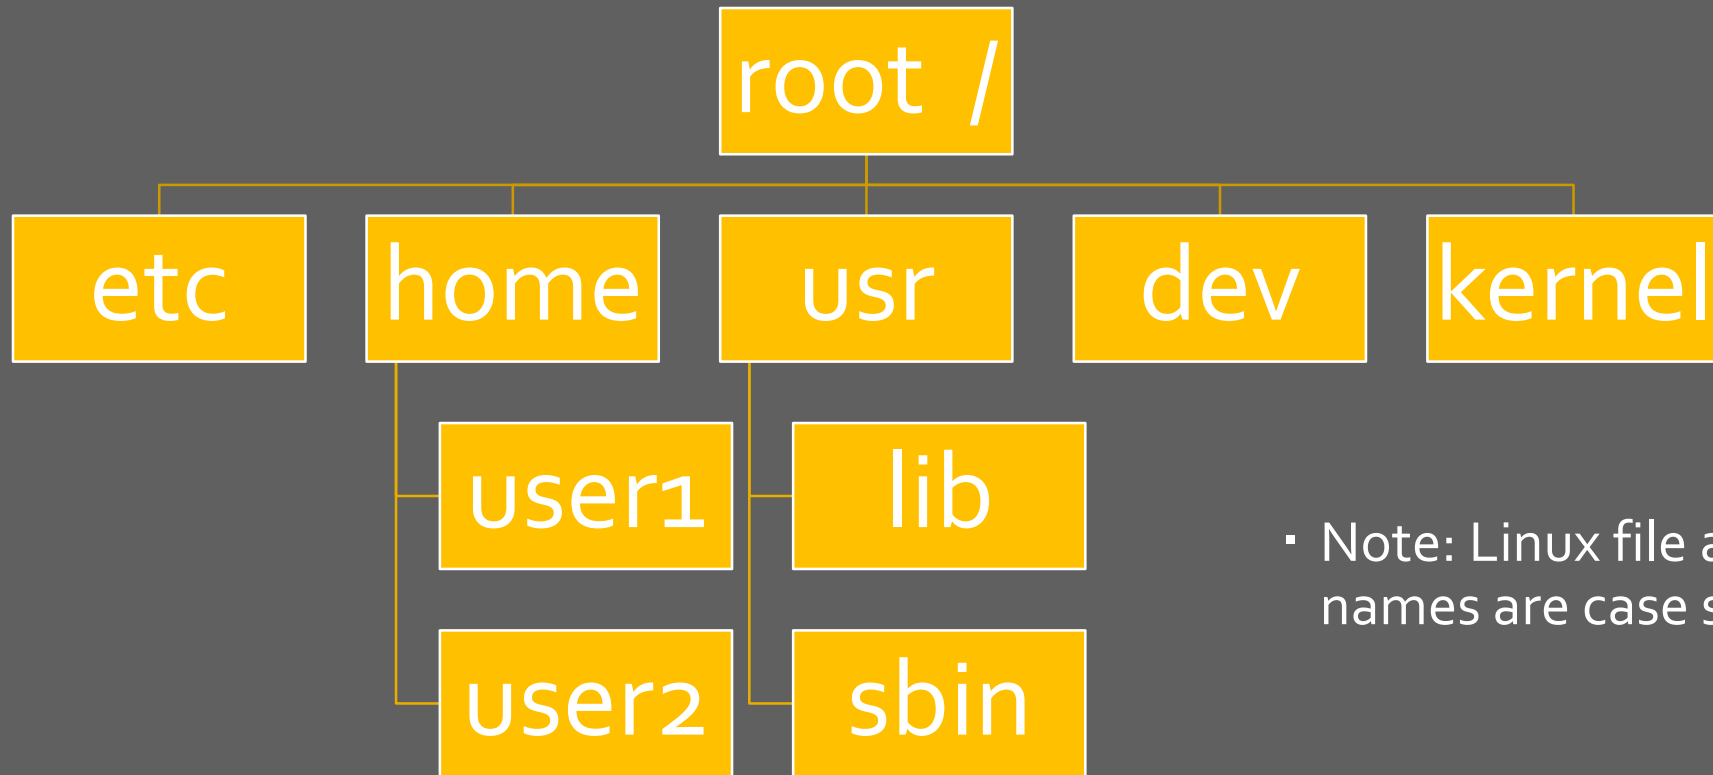 root /
etc
home
usr
dev
kernel
user1
lib
user2
sbin
▪ Note: Linux file
names are case